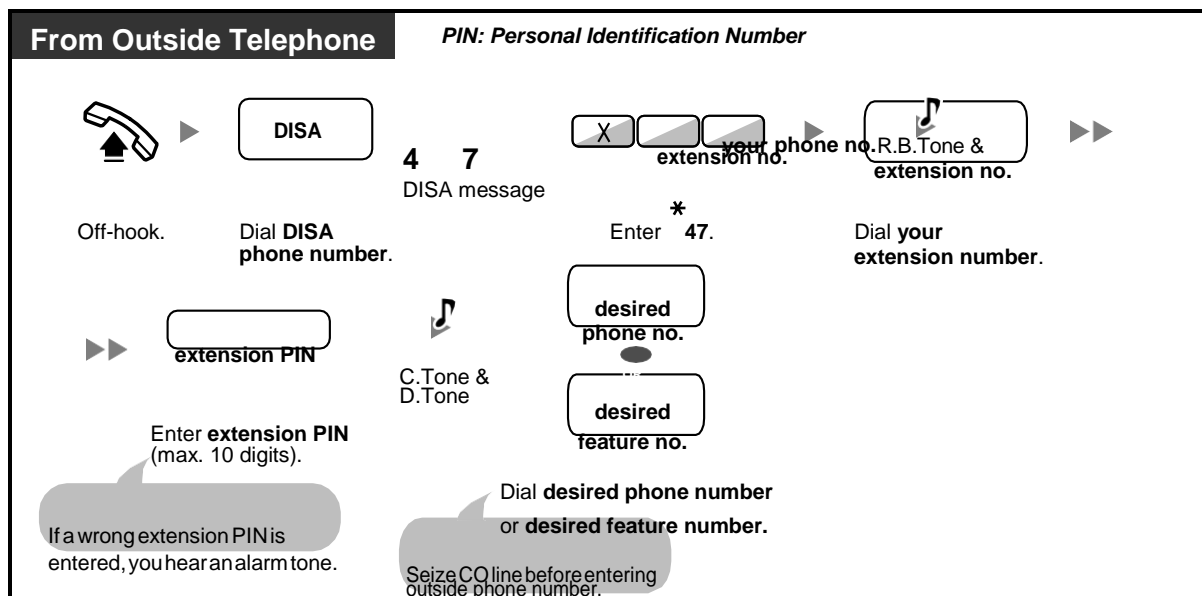 From Outside Telephone
PIN: Personal Identification Number
DISA
4 7
DISA message
X
extension no.
your phone no.
R.B.Tone &
extension no.
Off-hook.
Dial DISA
phone number.
Enter *47.
Dial your
extension number.
extension PIN
C.Tone &
D.Tone
desired
phone no.
desired
feature no.
Enter extension PIN
(max. 10 digits).
If a wrong extension PIN is
entered, you hear an alarm tone.
Dial desired phone number
or desired feature number.
Seize CO line before entering
outside phone number.